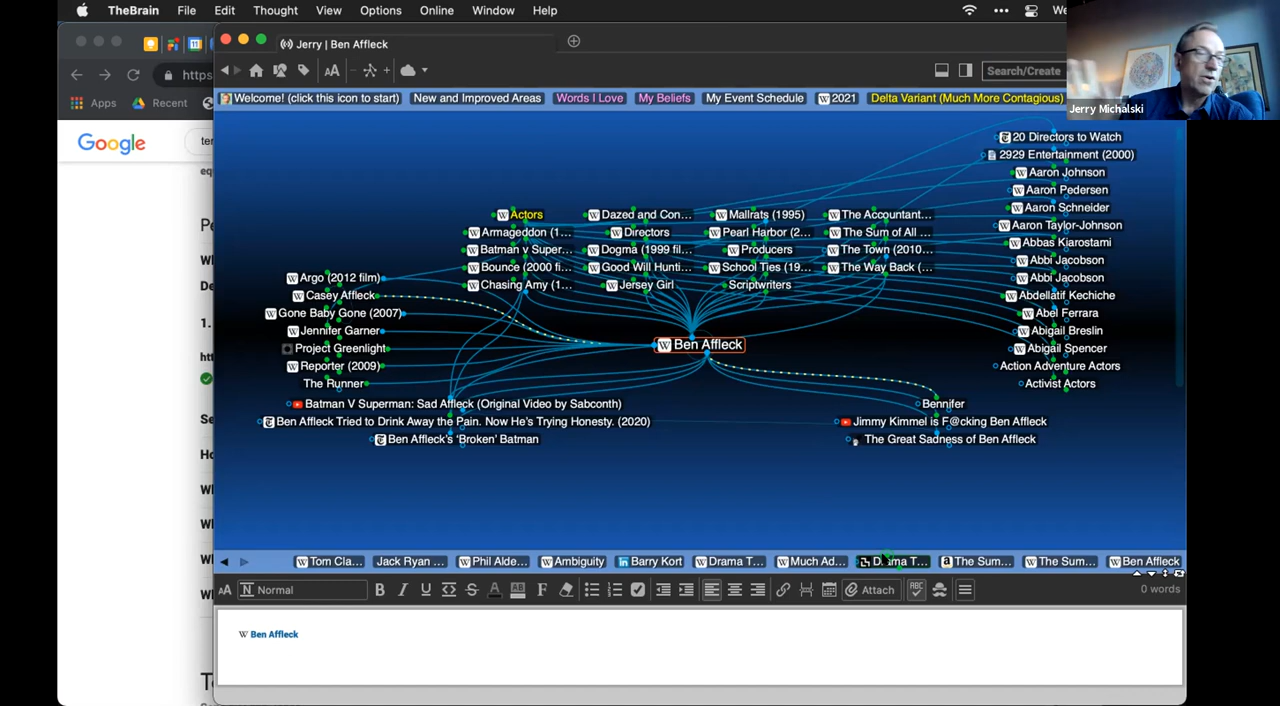 TheBrain File Edit Thought View Options Online Window Help
Jerry | Ben Affleck
https
Search/Create
Apps Recent
Welcome! (click this icon to start) New and Improved Areas Words I Love My Beliefs My Event Schedule 2021 Delta Variant (Much More Contagious)
Jerry Michalski
Google
20 Directors to Watch
2929 Entertainment (2000)
Aaron Johnson
Aaron Pedersen
Aaron Schneider
Aaron Taylor-Johnson
Abbas Kiarostami
Abbi Jacobson
Abbi Jacobson
Abdellatif Kechiche
Abel Ferrara
Abigail Breslin
Abigail Spencer
Action Adventure Actors
Activist Actors
Actors Dazed and Con... Mallrats (1995) The Accountant...
Armageddon (1... Directors Pearl Harbor (2... The Sum of All ...
Batman v Super... Dogma (1999 fil... Producers The Town (2010...
Bounce (2000 fi... Good Will Hunti... School Ties (19... The Way Back (...
Chasing Amy (1... Jersey Girl Scriptwriters
Argo (2012 film)
Casey Affleck
Gone Baby Gone (2007)
Jennifer Garner
Project Greenlight
Reporter (2009)
The Runner
Ben Affleck
Batman V Superman: Sad Affleck (Original Video by Sabconth)
Ben Affleck Tried to Drink Away the Pain. Now He's Trying Honesty. (2020)
Ben Affleck's 'Broken' Batman
Bennifer
Jimmy Kimmel is F@cking Ben Affleck
The Great Sadness of Ben Affleck
Tom Cla... Jack Ryan ... Phil Alde... Ambiguity Barry Kort Drama T... Much Ad... Drama T... The Sum... The Sum... Ben Affleck
Normal
Attach
0 words
Ben Affleck